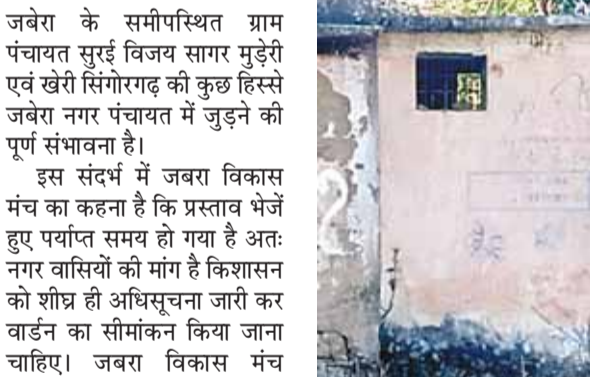 जबेरा के समीपस्थित ग्राम
पंचायत सुरई विजय सागर मुड़ेरी
एवं खेरी सिंगोरगढ़ की कुछ हिस्से
जबेरा नगर पंचायत में जुड़ने की
पूर्ण संभावना है।
इस संदर्भ में जबरा विकास
मंच का कहना है कि प्रस्ताव भेजें
हुए पर्याप्त समय हो गया है अतः
नगर वासियों की मांग है किशासन
को शीघ्र ही अधिसूचना जारी कर
वार्डन का सीमांकन किया जाना
चाहिए। जबरा विकास मंच